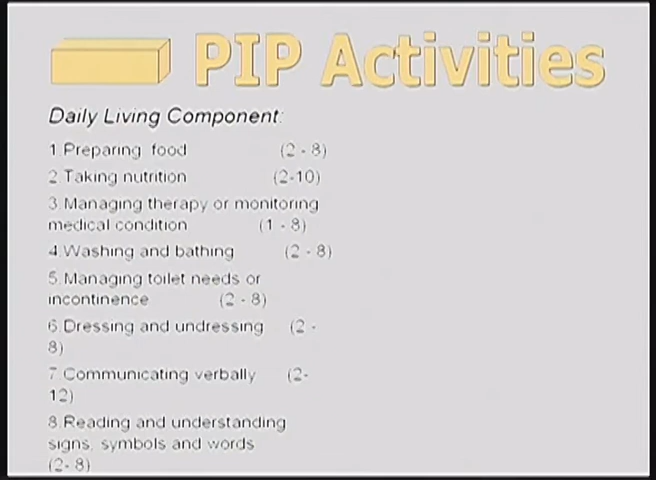 PIP Activities
Daily Living Component:
1 Preparing food (2 - 8)
2 Taking nutrition (2-10)
3 Managing therapy or monitoring
medical condition (1 - 8)
4 Washing and bathing (2 - 8)
5 Managing toilet needs or
incontinence (2 - 8)
6 Dressing and undressing (2 -
8)
7 Communicating verbally (2-
12)
8 Reading and understanding
signs, symbols and words
(2- 8)